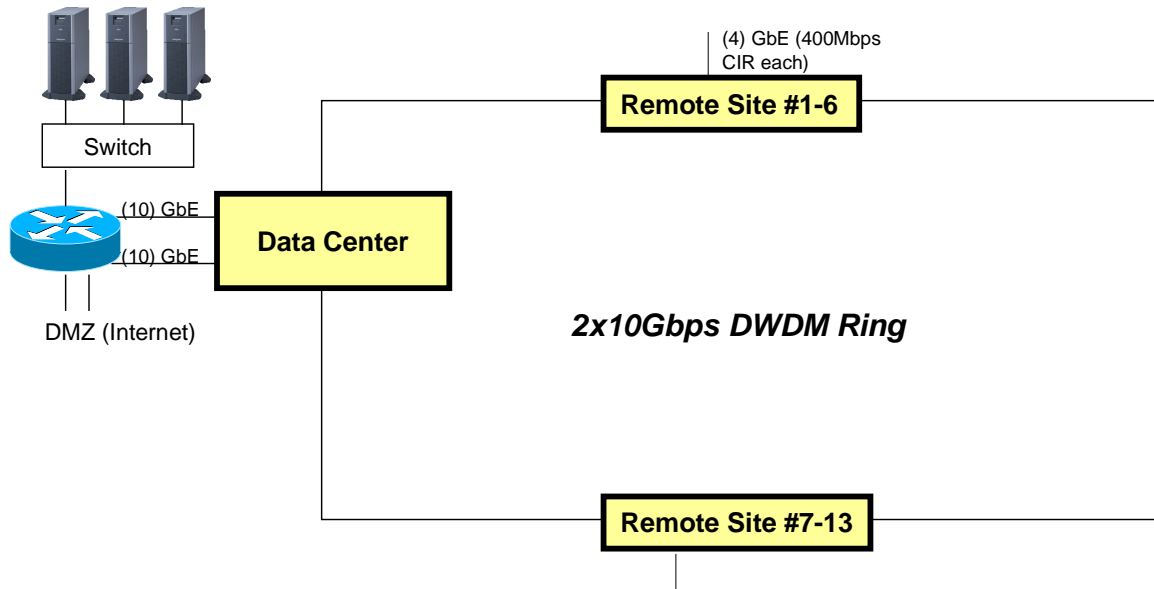 (4) GbE (400Mbps
CIR each)
Remote Site #1-6
Switch
(10) GbE
Data Center
(10) GbE
DMZ (Internet)
2x10Gbps DWDM Ring
Remote Site #7-13